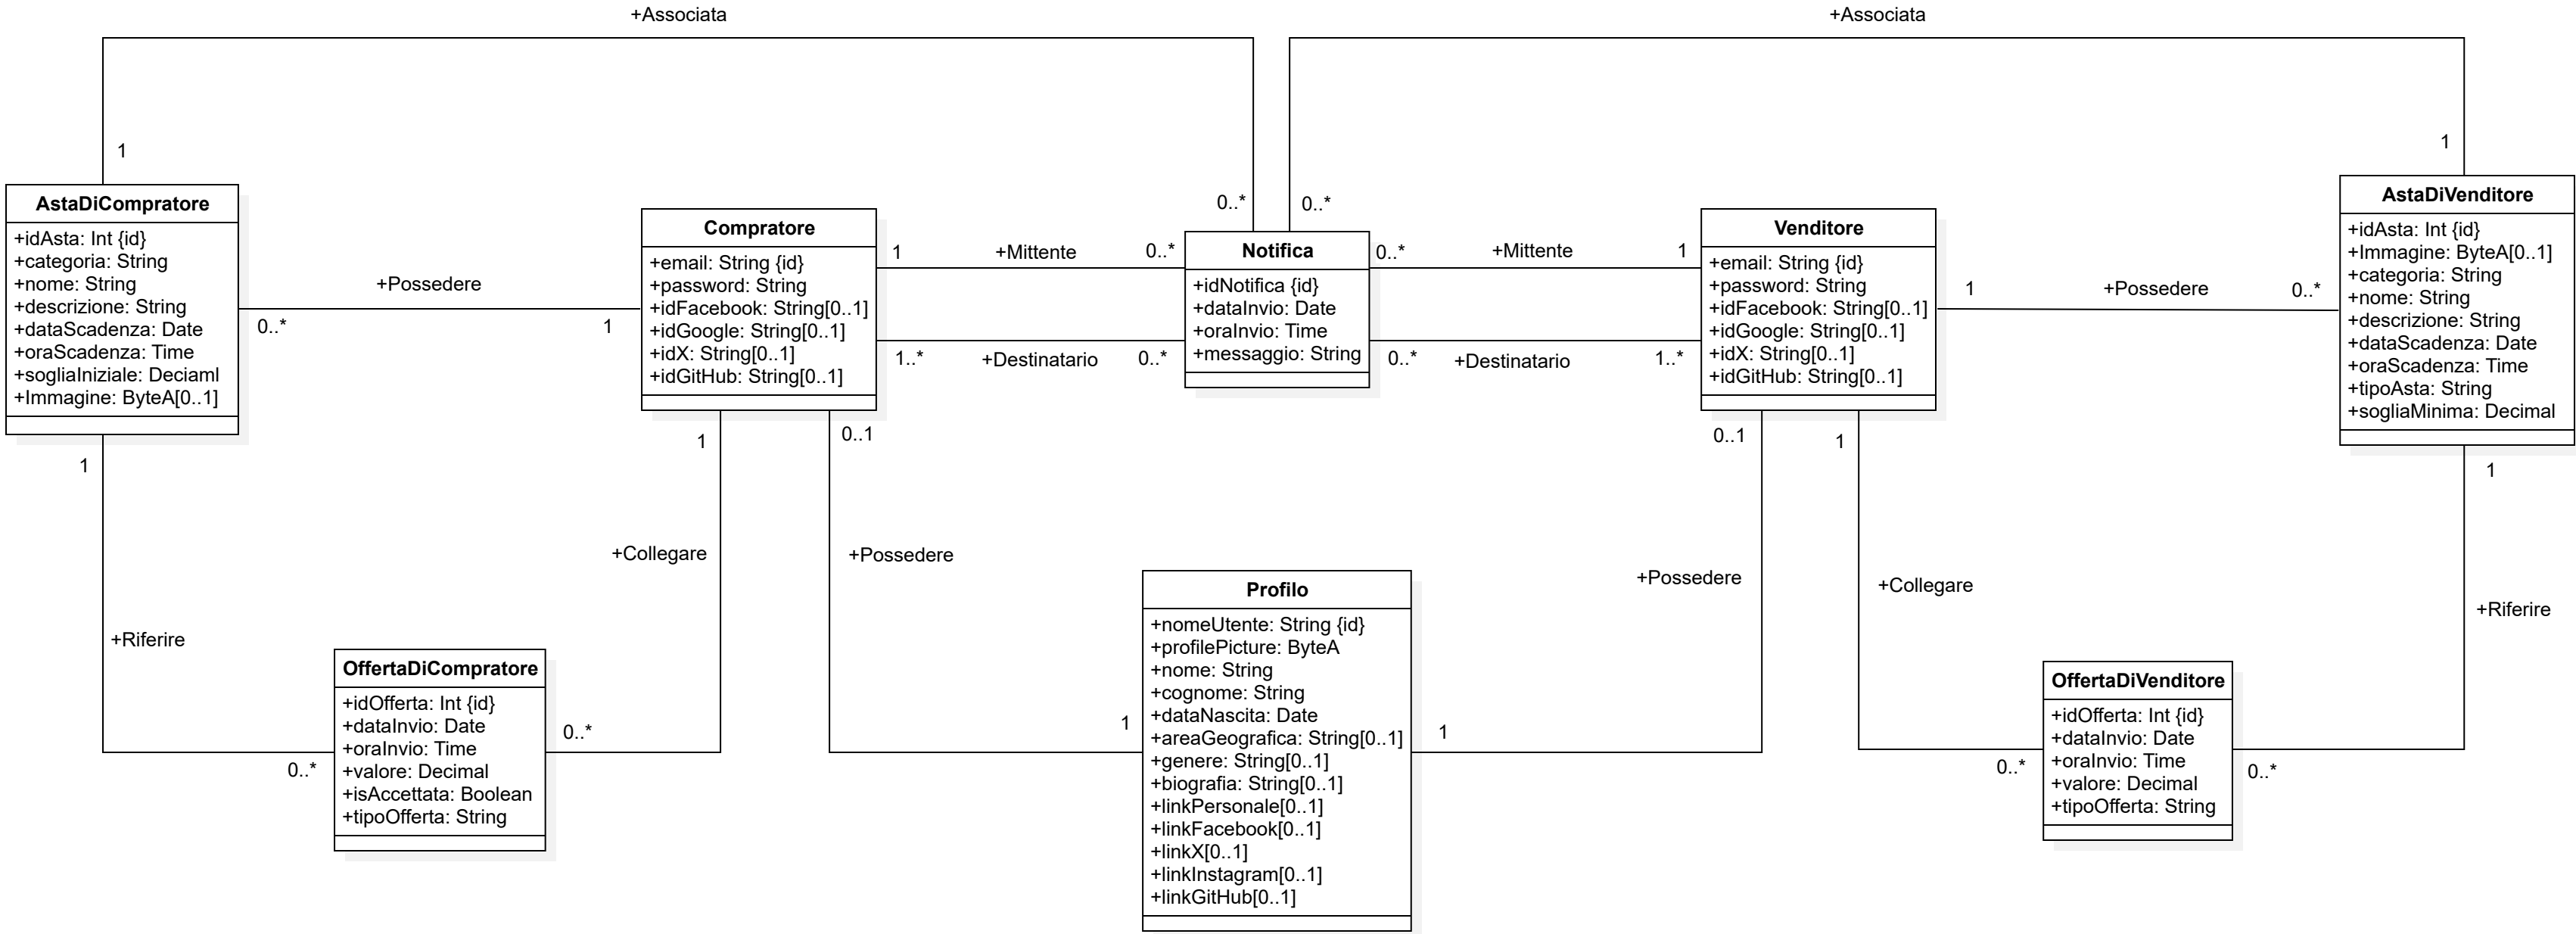 +Associata
+Associata
1
1
0..*
0..*
AstaDiCompratore
+idAsta: Int {id}
+categoria: String
+nome: String
+descrizione: String
+dataScadenza: Date
+oraScadenza: Time
+sogliaIniziale: Deciaml
+Immagine: ByteA[0..1]
+Possedere
0..*
1
Compratore
+email: String {id}
+password: String
+idFacebook: String[0..1]
+idGoogle: String[0..1]
+idX: String[0..1]
+idGitHub: String[0..1]
1
+Mittente
0..*
1..*
+Destinatario
0..*
Notifica
+idNotifica {id}
+dataInvio: Date
+oraInvio: Time
+messaggio: String
0..*
+Mittente
1
0..*
+Destinatario
1..*
Venditore
+email: String {id}
+password: String
+idFacebook: String[0..1]
+idGoogle: String[0..1]
+idX: String[0..1]
+idGitHub: String[0..1]
1
+Possedere
0..*
AstaDiVenditore
+idAsta: Int {id}
+Immagine: ByteA[0..1]
+categoria: String
+nome: String
+descrizione: String
+dataScadenza: Date
+oraScadenza: Time
+tipoAsta: String
+sogliaMinima: Decimal
1
1
0..1
0..1
1
1
+Collegare
+Possedere
+Possedere
+Collegare
+Riferire
+Riferire
0..*
OffertaDiCompratore
+idOfferta: Int {id}
+dataInvio: Date
+oraInvio: Time
+valore: Decimal
+isAccettata: Boolean
+tipoOfferta: String
0..*
1
Profilo
+nomeUtente: String {id}
+profilePicture: ByteA
+nome: String
+cognome: String
+dataNascita: Date
+areaGeografica: String[0..1]
+genere: String[0..1]
+biografia: String[0..1]
+linkPersonale[0..1]
+linkFacebook[0..1]
+linkX[0..1]
+linkInstagram[0..1]
+linkGitHub[0..1]
1
0..*
OffertaDiVenditore
+idOfferta: Int {id}
+dataInvio: Date
+oraInvio: Time
+valore: Decimal
+tipoOfferta: String
0..*